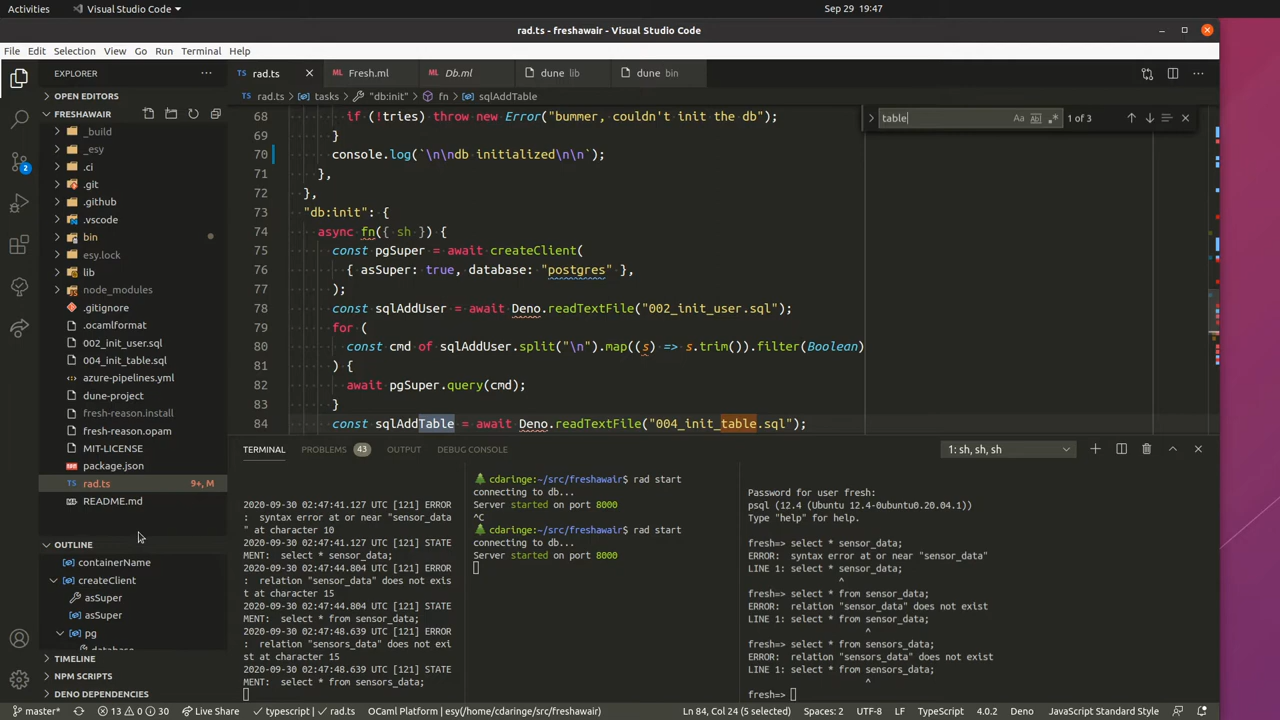 Activities
Visual Studio Code
Sep 29 19:47
rad.ts - freshawair - Visual Studio Code
File Edit Selection View Go Run Terminal Help
EXPLORER
rad.ts
Fresh.ml
Db.ml
dune lib
dune bin
OPEN EDITORS
rad.ts > tasks > "db:init" > fn > sqlAddTable
FRESHAWAIR
_build
_esy
.ci
.git
.github
.vscode
bin
esy.lock
lib
node_modules
.gitignore
.ocamlformat
002_init_user.sql
004_init_table.sql
azure-pipelines.yml
dune-project
fresh-reason.install
fresh-reason.opam
MIT-LICENSE
package.json
rad.ts 9+, M
README.md
OUTLINE
containerName
createClient
asSuper
asSuper
pg
TIMELINE
NPM SCRIPTS
DENO DEPENDENCIES
table
1 of 3
68 if (!tries) throw new Error("bummer, couldn't init the db");
69 }
70 console.log(`\n\ndb initialized\n\n`);
71 },
72 },
73 "db:init": {
74 async fn({ sh }) {
75 const pgSuper = await createClient(
76 { asSuper: true, database: "postgres" },
77 );
78 const sqlAddUser = await Deno.readTextFile("002_init_user.sql");
79 for (
80 const cmd of sqlAddUser.split("\n").map((s) => s.trim()).filter(Boolean)
81 ) {
82 await pgSuper.query(cmd);
83 }
84 const sqlAddTable = await Deno.readTextFile("004_init_table.sql");
TERMINAL PROBLEMS 43 OUTPUT DEBUG CONSOLE
1: sh, sh, sh
2020-09-30 02:47:41.127 UTC [121] ERROR
: syntax error at or near "sensor_data
" at character 10
2020-09-30 02:47:41.127 UTC [121] STATE
MENT: select * sensor_data;
2020-09-30 02:47:44.804 UTC [121] ERROR
: relation "sensor_data" does not exis
t at character 15
2020-09-30 02:47:44.804 UTC [121] STATE
MENT: select * from sensor_data;
2020-09-30 02:47:48.639 UTC [121] ERROR
: relation "sensors_data" does not exi
st at character 15
2020-09-30 02:47:48.639 UTC [121] STATE
MENT: select * from sensors_data;
cdaringe:~/src/freshawair$ rad start
connecting to db...
Server started on port 8000
^C
cdaringe:~/src/freshawair$ rad start
connecting to db...
Server started on port 8000
Password for user fresh:
psql (12.4 (Ubuntu 12.4-0ubuntu0.20.04.1))
Type "help" for help.
fresh=> select * sensor_data;
ERROR: syntax error at or near "sensor_data"
LINE 1: select * sensor_data;
^
fresh=> select * from sensor_data;
ERROR: relation "sensor_data" does not exist
LINE 1: select * from sensor_data;
^
fresh=> select * from sensors_data;
ERROR: relation "sensors_data" does not exist
LINE 1: select * from sensors_data;
^
fresh=>
master* 13 0 30 Live Share typescript | rad.ts OCaml Platform | esy(/home/cdaringe/src/freshawair) Ln 84, Col 24 (5 selected) Spaces: 2 UTF-8 LF TypeScript 4.0.2 Deno JavaScript Standard Style